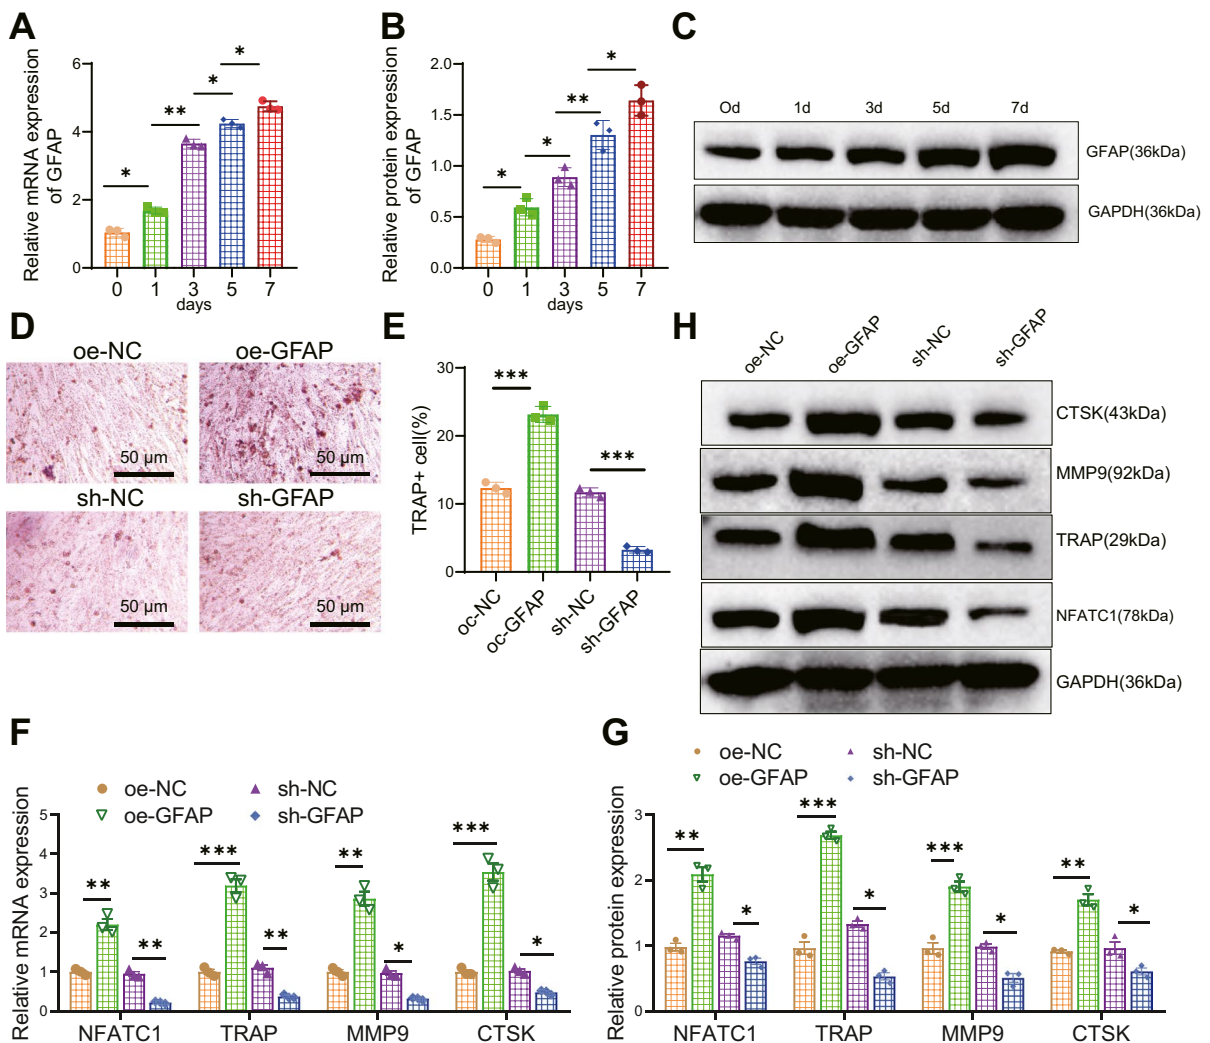 A
Relative mRNA expression
of GFAP
6
4
2
0
*
**
*
*
0 1 3 5 7
days
B
Relative protein expression
of GFAP
2.0
1.5
1.0
0.5
0.0
*
*
**
*
0 1 3 5 7
days
C
Od 1d 3d 5d 7d
GFAP(36kDa)
GAPDH(36kDa)
D
oe-NC oe-GFAP
50 µm 50 µm
sh-NC sh-GFAP
50 µm 50 µm
E
TRAP+ cell(%)
30
20
10
0
***
***
oc-NC
oc-GFAP
sh-NC
sh-GFAP
H
oe-NC oe-GFAP sh-NC sh-GFAP
CTSK(43kDa)
MMP9(92kDa)
TRAP(29kDa)
NFATC1(78kDa)
GAPDH(36kDa)
F
oe-NC sh-NC
oe-GFAP sh-GFAP
Relative mRNA expression
5
4
3
2
1
0
** ** *** ** ** * *** *
NFATC1 TRAP MMP9 CTSK
G
oe-NC sh-NC
oe-GFAP sh-GFAP
Relative protein expression
3
2
1
0
** * *** * *** * ** *
NFATC1 TRAP MMP9 CTSK